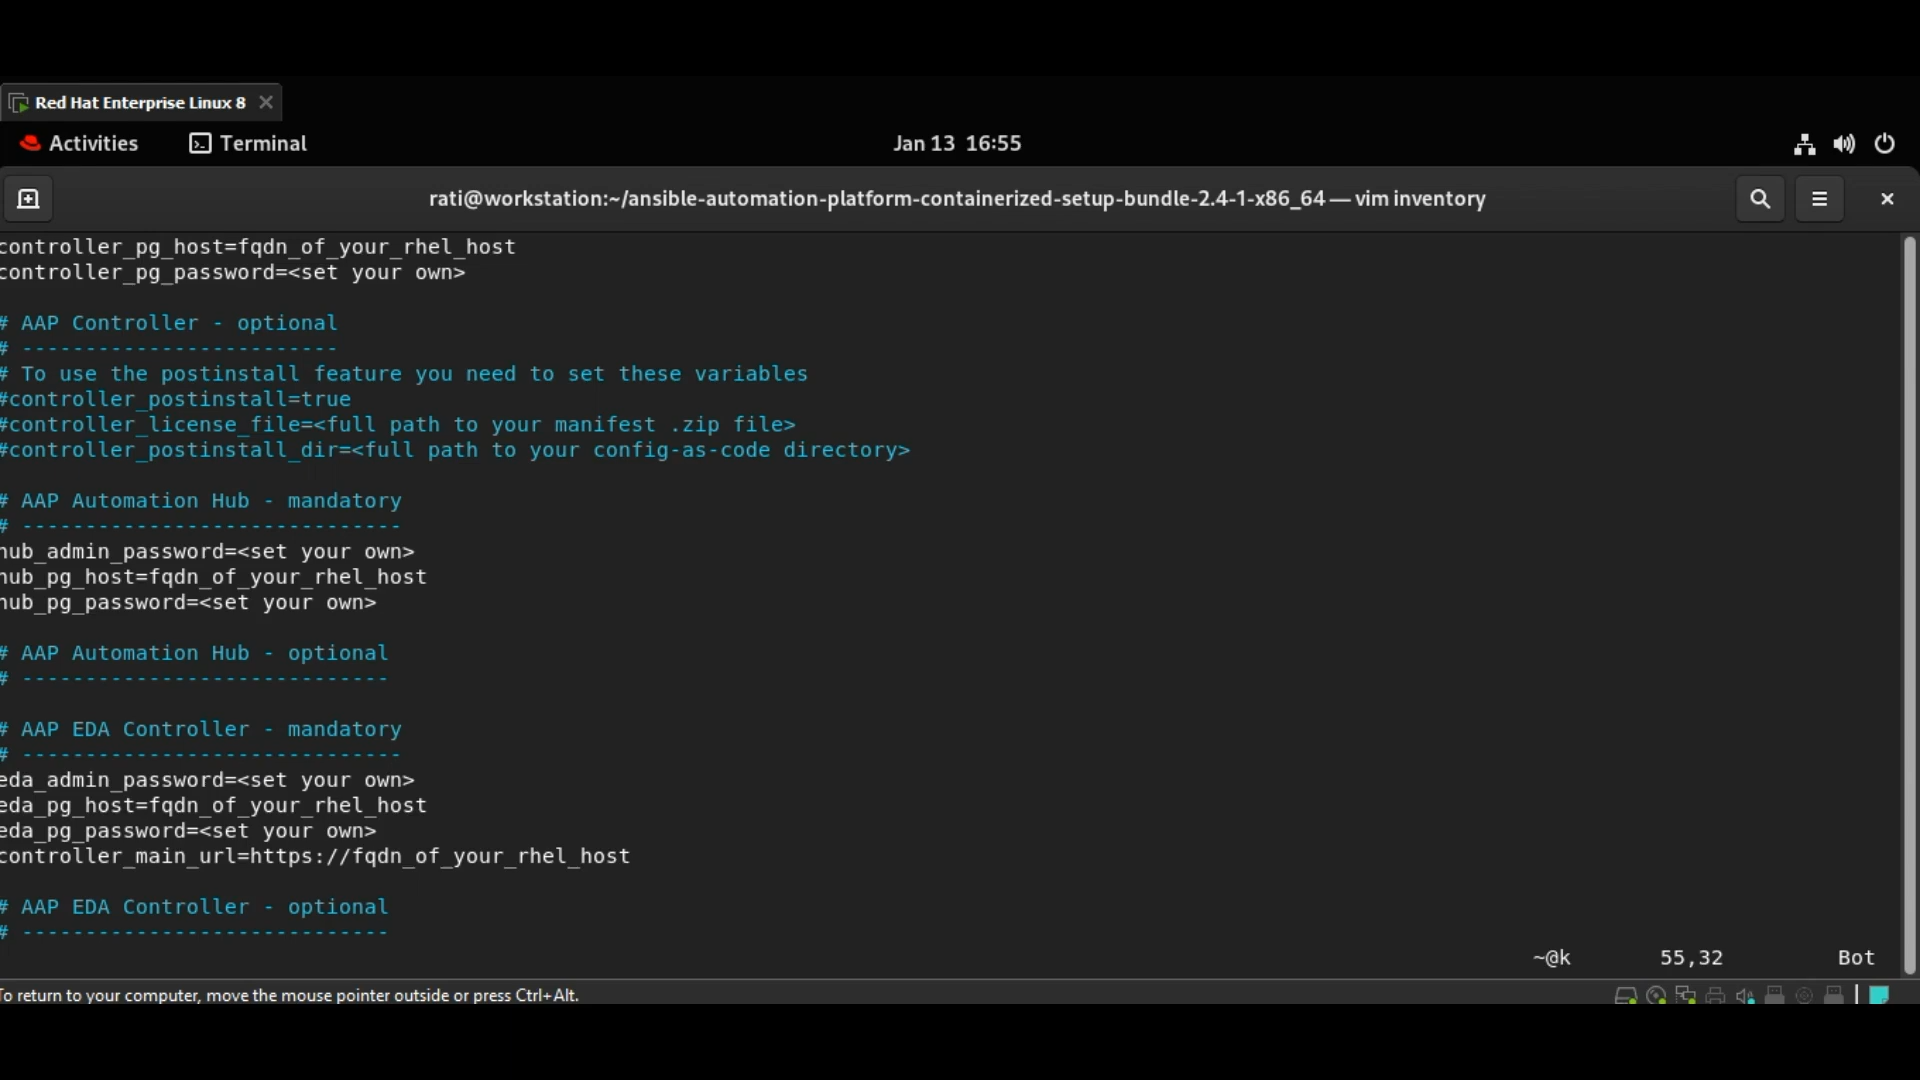 Red Hat Enterprise Linux 8
Activities Terminal Jan 13 16:55
rati@workstation:~/ansible-automation-platform-containerized-setup-bundle-2.4-1-x86_64 — vim inventory
controller_pg_host=fqdn_of_your_rhel_host
controller_pg_password=<set your own>
# AAP Controller - optional
# -------------------------
# To use the postinstall feature you need to set these variables
#controller_postinstall=true
#controller_license_file=<full path to your manifest .zip file>
#controller_postinstall_dir=<full path to your config-as-code directory>
# AAP Automation Hub - mandatory
# ------------------------------
hub_admin_password=<set your own>
hub_pg_host=fqdn_of_your_rhel_host
hub_pg_password=<set your own>
# AAP Automation Hub - optional
# -----------------------------
# AAP EDA Controller - mandatory
# ------------------------------
eda_admin_password=<set your own>
eda_pg_host=fqdn_of_your_rhel_host
eda_pg_password=<set your own>
controller_main_url=https://fqdn_of_your_rhel_host
# AAP EDA Controller - optional
# -----------------------------
~@k 55,32 Bot
To return to your computer, move the mouse pointer outside or press Ctrl+Alt.